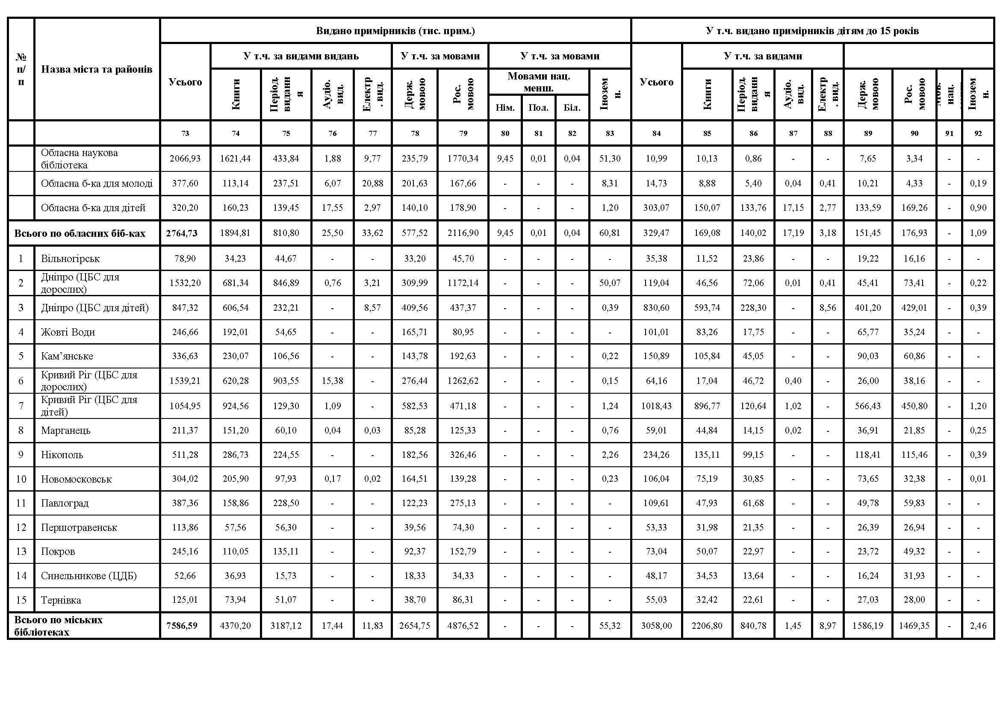 № п/п Назва міста та районів Видано примірників (тис. прим.) У т.ч. видано примірників дітям до 15 років
Усього У т.ч. за видами видань У т.ч. за мовами У т.ч. за мовами Усього У т.ч. за видами
Книги Період. видання Аудіо. вид. Електр. вид. Держ. мовою Рос. мовою Мовами нац. менш. Іноземн. Книги Період. видання Аудіо. вид. Електр. вид. Держ. мовою Рос. мовою Мов. нац. Іноземн.
Нім. Пол. Біл.
73 74 75 76 77 78 79 80 81 82 83 84 85 86 87 88 89 90 91 92
Обласна наукова бібліотека 2066,93 1621,44 433,84 1,88 9,77 235,79 1770,34 9,45 0,01 0,04 51,30 10,99 10,13 0,86 - - 7,65 3,34 - -
Обласна б-ка для молоді 377,60 113,14 237,51 6,07 20,88 201,63 167,66 - - - 8,31 14,73 8,88 5,40 0,04 0,41 10,21 4,33 - 0,19
Обласна б-ка для дітей 320,20 160,23 139,45 17,55 2,97 140,10 178,90 - - - 1,20 303,07 150,07 133,76 17,15 2,77 133,59 169,26 - 0,90
Всього по обласних біб-ках 2764,73 1894,81 810,80 25,50 33,62 577,52 2116,90 9,45 0,01 0,04 60,81 329,47 169,08 140,02 17,19 3,18 151,45 176,93 - 1,09
1 Вільногірськ 78,90 34,23 44,67 - - 33,20 45,70 - - - - 35,38 11,52 23,86 - - 19,22 16,16 - -
2 Дніпро (ЦБС для дорослих) 1532,20 681,34 846,89 0,76 3,21 309,99 1172,14 - - - 50,07 119,04 46,56 72,06 0,01 0,41 45,41 73,41 - 0,22
3 Дніпро (ЦБС для дітей) 847,32 606,54 232,21 - 8,57 409,56 437,37 - - - 0,39 830,60 593,74 228,30 - 8,56 401,20 429,01 - 0,39
4 Жовті Води 246,66 192,01 54,65 - - 165,71 80,95 - - - - 101,01 83,26 17,75 - - 65,77 35,24 - -
5 Кам’янське 336,63 230,07 106,56 - - 143,78 192,63 - - - 0,22 150,89 105,84 45,05 - - 90,03 60,86 - -
6 Кривий Ріг (ЦБС для дорослих) 1539,21 620,28 903,55 15,38 - 276,44 1262,62 - - - 0,15 64,16 17,04 46,72 0,40 - 26,00 38,16 - -
7 Кривий Ріг (ЦБС для дітей) 1054,95 924,56 129,30 1,09 - 582,53 471,18 - - - 1,24 1018,43 896,77 120,64 1,02 - 566,43 450,80 - 1,20
8 Марганець 211,37 151,20 60,10 0,04 0,03 85,28 125,33 - - - 0,76 59,01 44,84 14,15 0,02 - 36,91 21,85 - 0,25
9 Нікополь 511,28 286,73 224,55 - - 182,56 326,46 - - - 2,26 234,26 135,11 99,15 - - 118,41 115,46 - 0,39
10 Новомосковськ 304,02 205,90 97,93 0,17 0,02 164,51 139,28 - - - 0,23 106,04 75,19 30,85 - - 73,65 32,38 - 0,01
11 Павлоград 387,36 158,86 228,50 - - 122,23 275,13 - - - - 109,61 47,93 61,68 - - 49,78 59,83 - -
12 Першотравенськ 113,86 57,56 56,30 - - 39,56 74,30 - - - - 53,33 31,98 21,35 - - 26,39 26,94 - -
13 Покров 245,16 110,05 135,11 - - 92,37 152,79 - - - - 73,04 50,07 22,97 - - 23,72 49,32 - -
14 Синельникове (ЦДБ) 52,66 36,93 15,73 - - 18,33 34,33 - - - - 48,17 34,53 13,64 - - 16,24 31,93 - -
15 Тернівка 125,01 73,94 51,07 - - 38,70 86,31 - - - - 55,03 32,42 22,61 - - 27,03 28,00 - -
Всього по міських бібліотеках 7586,59 4370,20 3187,12 17,44 11,83 2654,75 4876,52 - - - 55,32 3058,00 2206,80 840,78 1,45 8,97 1586,19 1469,35 - 2,46